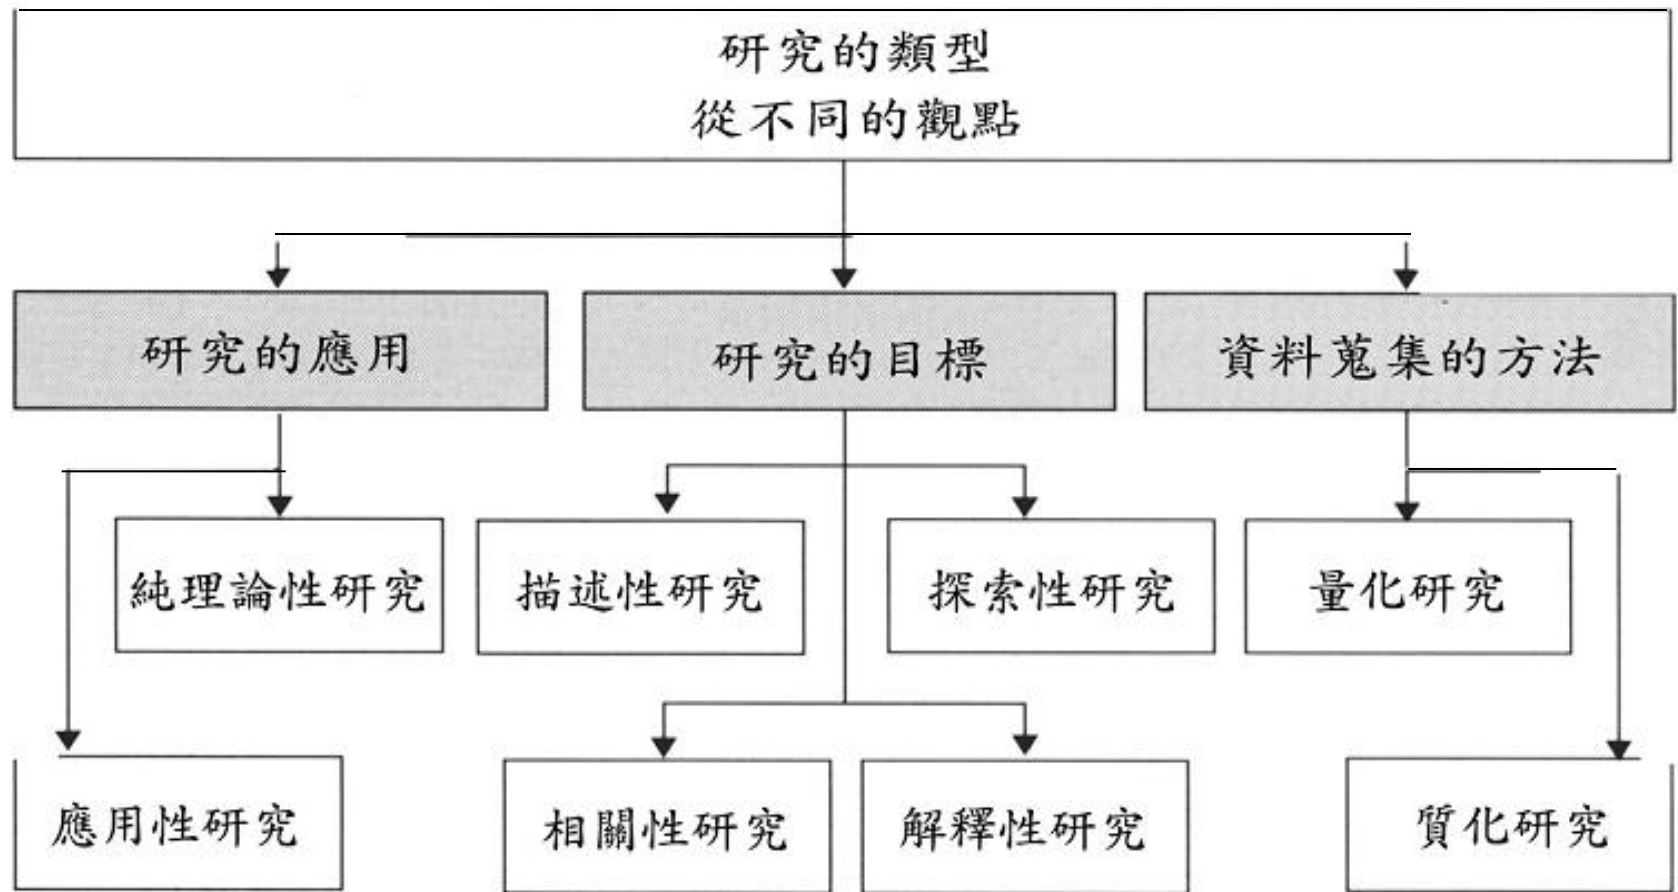 研究的類型
從不同的觀點
研究的應用
研究的目標
資料蒐集的方法
純理論性研究
描述性研究
探索性研究
量化研究
應用性研究
相關性研究
解釋性研究
質化研究